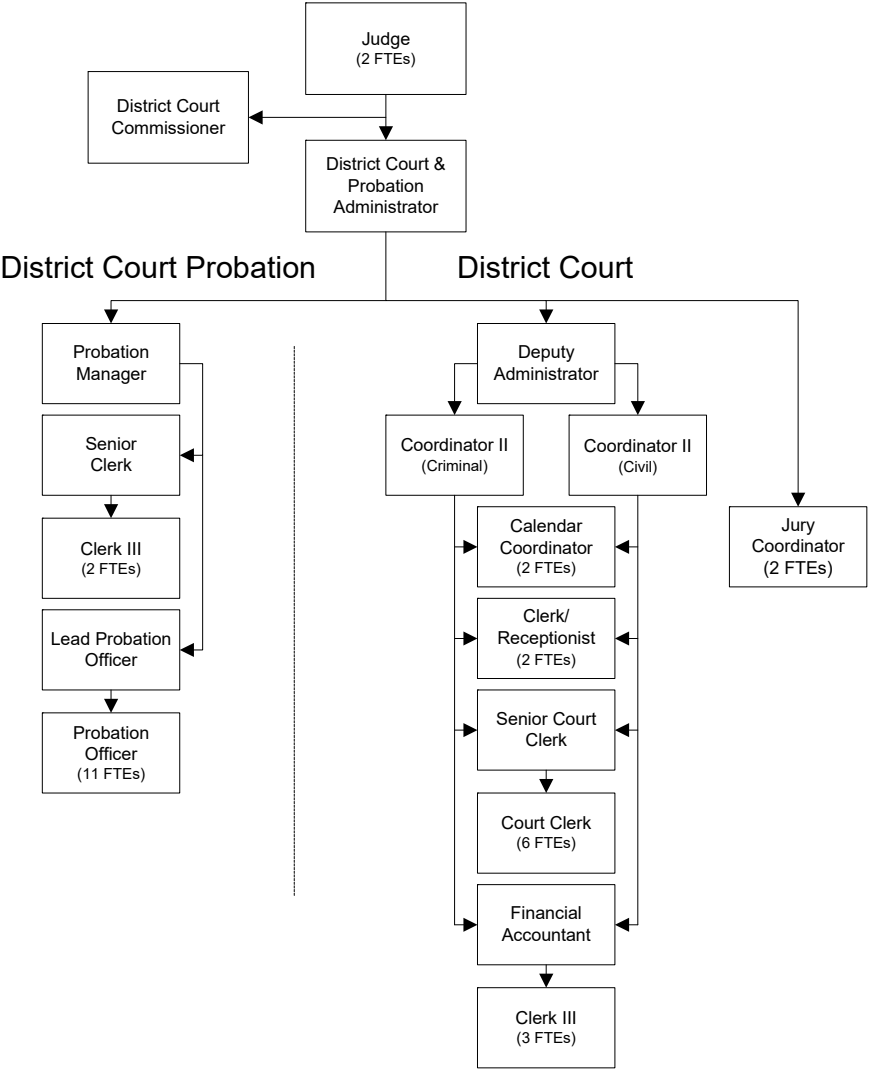 Judge
(2 FTEs)
District Court
Commissioner
District Court &
Probation
Administrator
District Court Probation
District Court
Probation
Manager
Senior
Clerk
Clerk III
(2 FTEs)
Lead Probation
Officer
Probation
Officer
(11 FTEs)
Deputy
Administrator
Coordinator II
(Criminal)
Coordinator II
(Civil)
Calendar
Coordinator
(2 FTEs)
Clerk/
Receptionist
(2 FTEs)
Senior Court
Clerk
Court Clerk
(6 FTEs)
Financial
Accountant
Clerk III
(3 FTEs)
Jury
Coordinator
(2 FTEs)